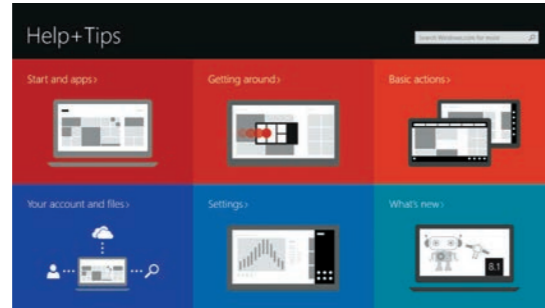 Help+Tips
Search Windows.com for more
Start and apps>
Getting around>
Basic actions>
Your account and files>
Settings>
What's new>
8.1